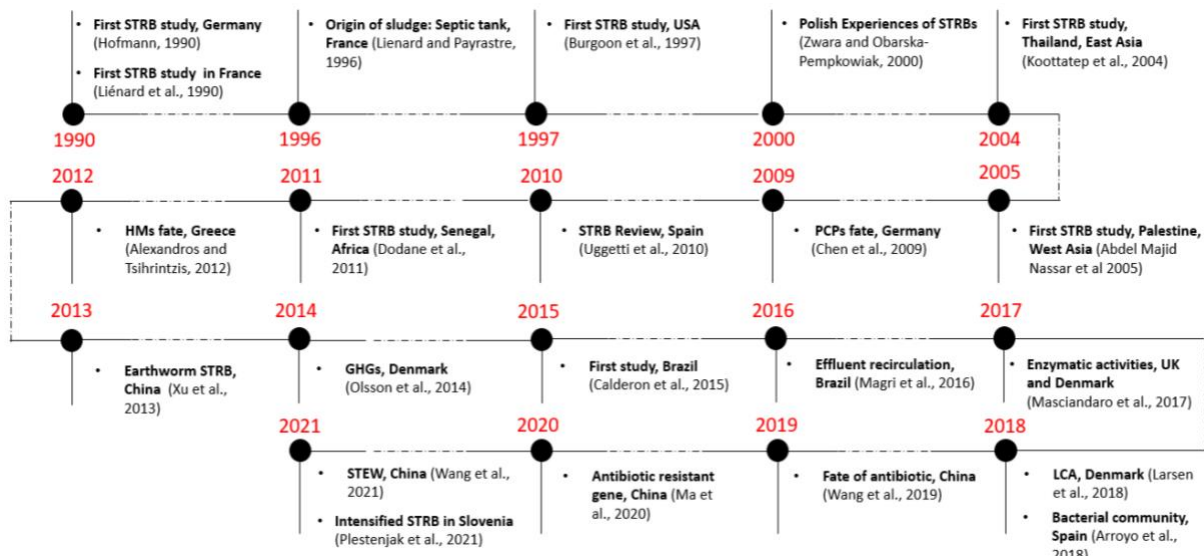 • First STRB study, Germany
(Hofmann, 1990)
• First STRB study in France
(Liénard et al., 1990)
• Origin of sludge: Septic tank,
France (Lienard and Payrastre,
1996)
• First STRB study, USA
(Burgoon et al., 1997)
• Polish Experiences of STRBs
(Zwara and Obarska-
Pempkowiak, 2000)
• First STRB study,
Thailand, East Asia
(Koottatep et al., 2004)
1990
1996
1997
2000
2004
2012
2011
2010
2009
2005
• HMs fate, Greece
(Alexandros and
Tsihrintzis, 2012)
• First STRB study, Senegal,
Africa (Dodane et al.,
2011)
• STRB Review, Spain
(Uggetti et al., 2010)
• PCPs fate, Germany
(Chen et al., 2009)
• First STRB study, Palestine,
West Asia (Abdel Majid
Nassar et al 2005)
2013
2014
2015
2016
2017
• Earthworm STRB,
China (Xu et al.,
2013)
• GHGs, Denmark
(Olsson et al., 2014)
• First study, Brazil
(Calderon et al., 2015)
• Effluent recirculation,
Brazil (Magri et al., 2016)
• Enzymatic activities, UK
and Denmark
(Masciandaro et al., 2017)
2021
2020
2019
2018
• STEW, China (Wang et al.,
2021)
• Intensified STRB in Slovenia
(Plestenjak et al., 2021)
• Antibiotic resistant
gene, China (Ma et
al., 2020)
• Fate of antibiotic, China
(Wang et al., 2019)
• LCA, Denmark (Larsen
et al., 2018)
• Bacterial community,
Spain (Arroyo et al.,
2018)